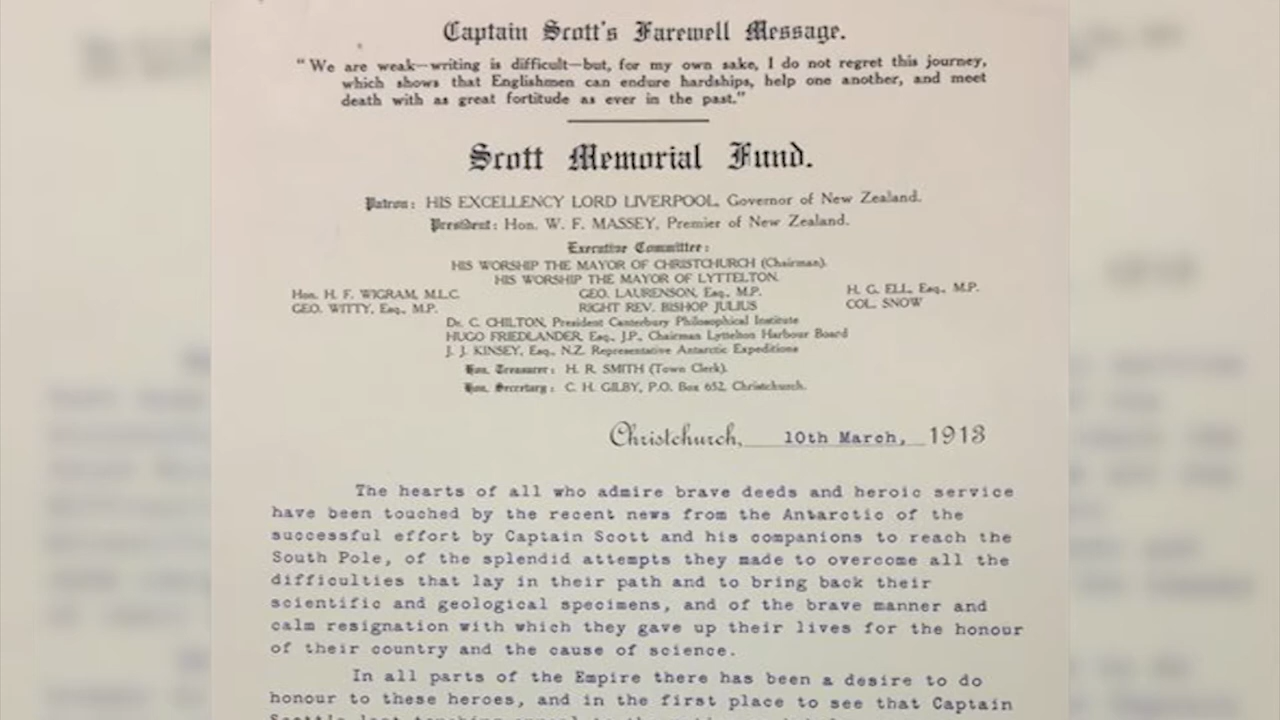 Captain Scott's Farewell Message.
"We are weak—writing is difficult—but, for my own sake, I do not regret this journey,
which shows that Englishmen can endure hardships, help one another, and meet
death with as great fortitude as ever in the past."
Scott Memorial Fund.
Patron: HIS EXCELLENCY LORD LIVERPOOL, Governor of New Zealand.
President: Hon. W. F. MASSEY, Premier of New Zealand.
Executive Committee:
HIS WORSHIP THE MAYOR OF CHRISTCHURCH (Chairman).
HIS WORSHIP THE MAYOR OF LYTTELTON.
Hon. H. F. WIGRAM, M.L.C. GEO. LAURENSON, Esq., M.P. H. G. ELL, Esq., M.P.
GEO. WITTY, Esq., M.P. RIGHT REV. BISHOP JULIUS COL. SNOW
Dr. C. CHILTON, President Canterbury Philosophical Institute
HUGO FRIEDLANDER, Esq., J.P., Chairman Lyttelton Harbour Board
J. J. KINSEY, Esq., N.Z. Representative Antarctic Expeditions
Hon. Treasurer: H. R. SMITH (Town Clerk).
Hon. Secretary: C. H. GILBY, P.O. Box 652, Christchurch.
Christchurch, 10th March, 1913
The hearts of all who admire brave deeds and heroic service
have been touched by the recent news from the Antarctic of the
successful effort by Captain Scott and his companions to reach the
South Pole, of the splendid attempts they made to overcome all the
difficulties that lay in their path and to bring back their
scientific and geological specimens, and of the brave manner and
calm resignation with which they gave up their lives for the honour
of their country and the cause of science.
In all parts of the Empire there has been a desire to do
honour to these heroes, and in the first place to see that Captain